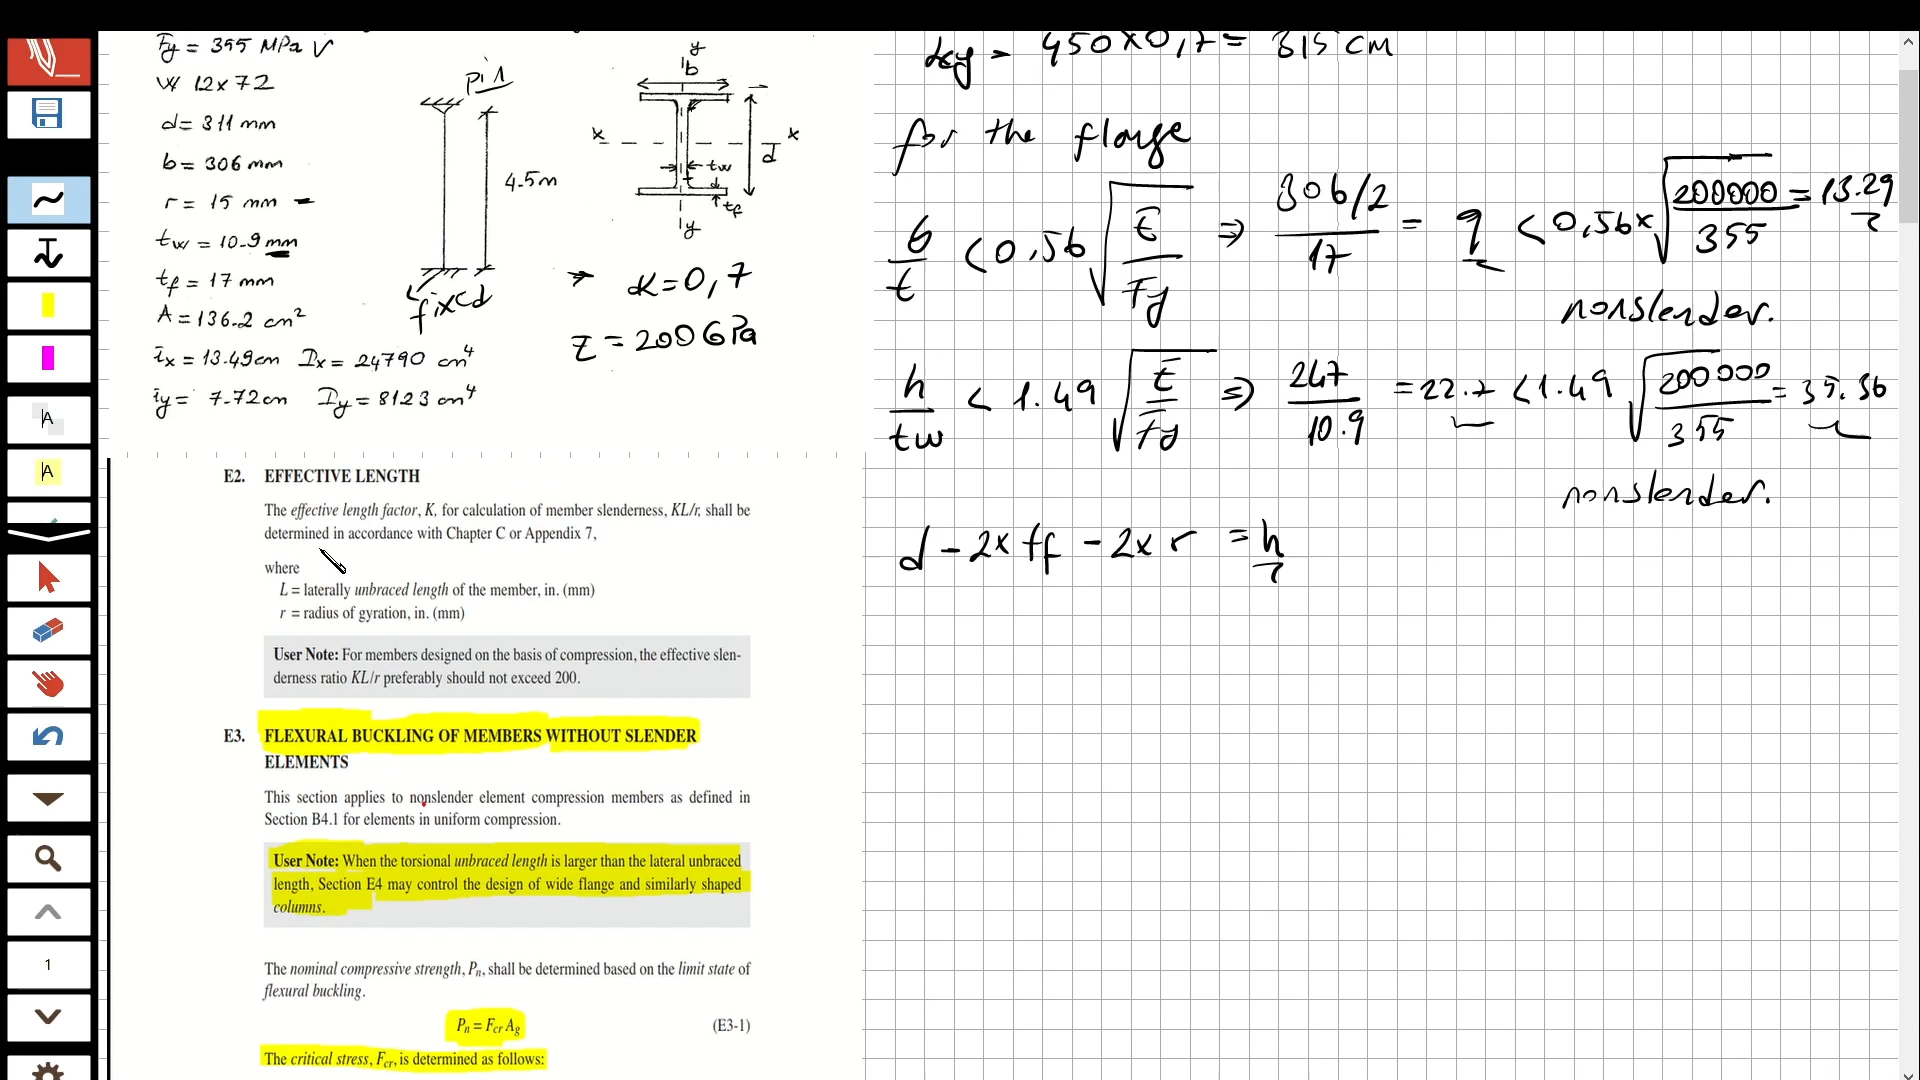 Fy = 355 MPa √
W 12x72
d = 311 mm
b = 306 mm
r = 15 mm
tw = 10.9 mm
tf = 17 mm
A = 136.2 cm²
ix = 13.49cm Ix = 24790 cm⁴
iy = 7.72cm Iy = 8123 cm⁴
pin
4.5m
fixed
y
b
x x
tw
d
tf
y
K=0,7
E = 200 GPa
E2. EFFECTIVE LENGTH
The effective length factor, K, for calculation of member slenderness, KL/r, shall be
determined in accordance with Chapter C or Appendix 7,
where
L = laterally unbraced length of the member, in. (mm)
r = radius of gyration, in. (mm)
User Note: For members designed on the basis of compression, the effective slen-
derness ratio KL/r preferably should not exceed 200.
E3. FLEXURAL BUCKLING OF MEMBERS WITHOUT SLENDER
ELEMENTS
This section applies to nonslender element compression members as defined in
Section B4.1 for elements in uniform compression.
User Note: When the torsional unbraced length is larger than the lateral unbraced
length, Section E4 may control the design of wide flange and similarly shaped
columns.
The nominal compressive strength, Pn, shall be determined based on the limit state of
flexural buckling.
Pn = Fcr Ag (E3-1)
The critical stress, Fcr, is determined as follows:
= 450x0,7 = 315 cm
for the flange
b/t < 0,56 √(E/Fy) ⇒ (306/2)/17 = 9 < 0,56x√(200000/355) = 13.29
nonslender.
h/tw < 1.49 √(E/Fy) ⇒ 247/10.9 = 22.7 < 1.49 √(200000/355) = 35.36
nonslender.
d - 2x tf - 2x r = h
A
A
1